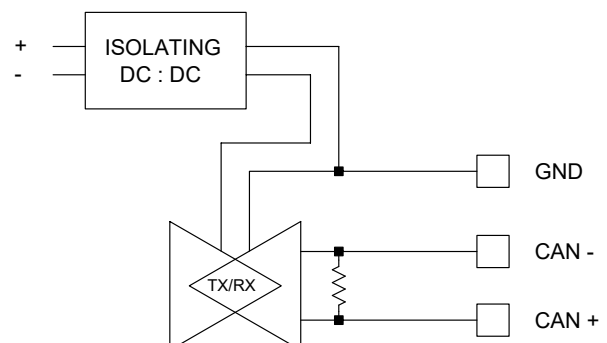 +
ISOLATING
-
DC : DC
GND
CAN -
TX/RX
CAN +